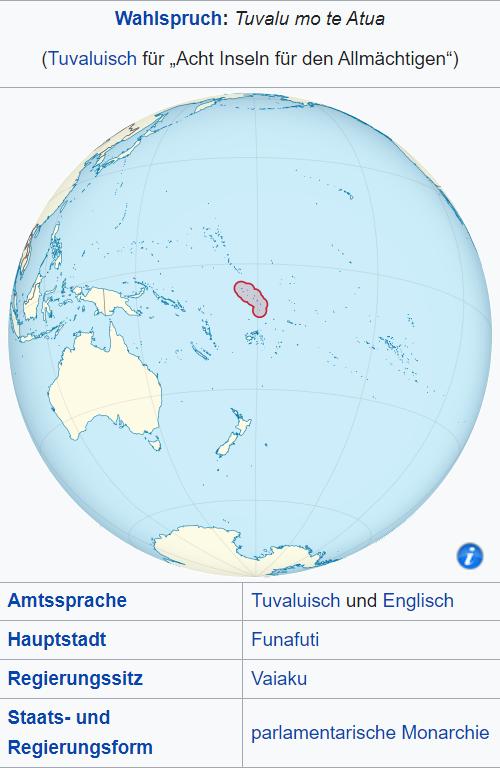 Wahlspruch: Tuvalu mo te Atua
(Tuvaluisch für „Acht Inseln für den Allmächtigen“)
i
Amtssprache Tuvaluisch und Englisch
Hauptstadt Funafuti
Regierungssitz Vaiaku
Staats- und
Regierungsform parlamentarische Monarchie